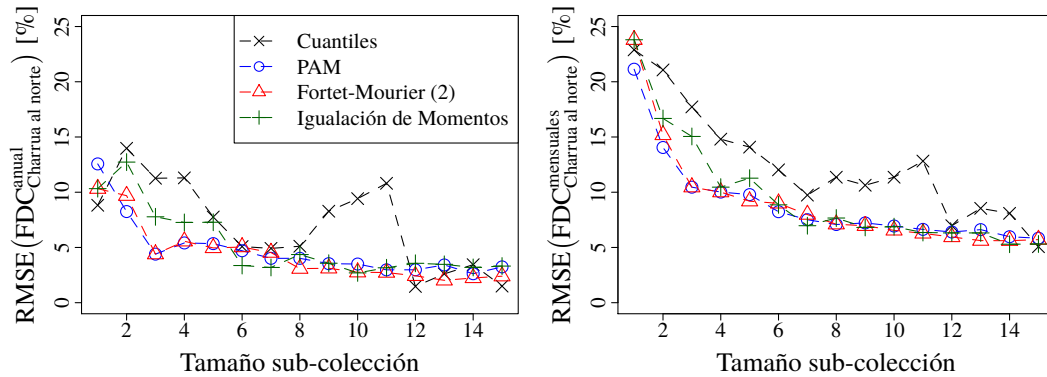 RMSE(FDC^anual_Charrua al norte) [%]
25
20
15
10
5
0
Cuantiles
PAM
Fortet-Mourier (2)
Igualación de Momentos
2 4 6 8 10 12 14
Tamaño sub-colección
RMSE(FDC^mensuales_Charrua al norte) [%]
25
20
15
10
5
0
2 4 6 8 10 12 14
Tamaño sub-colección